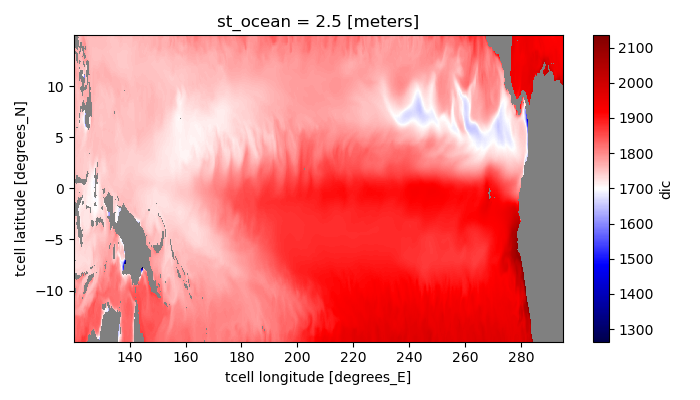 st_ocean = 2.5 [meters]
tcell latitude [degrees_N]
10
5
0
−5
−10
140 160 180 200 220 240 260 280
tcell longitude [degrees_E]
2100
2000
1900
1800
1700
1600
1500
1400
1300
dic